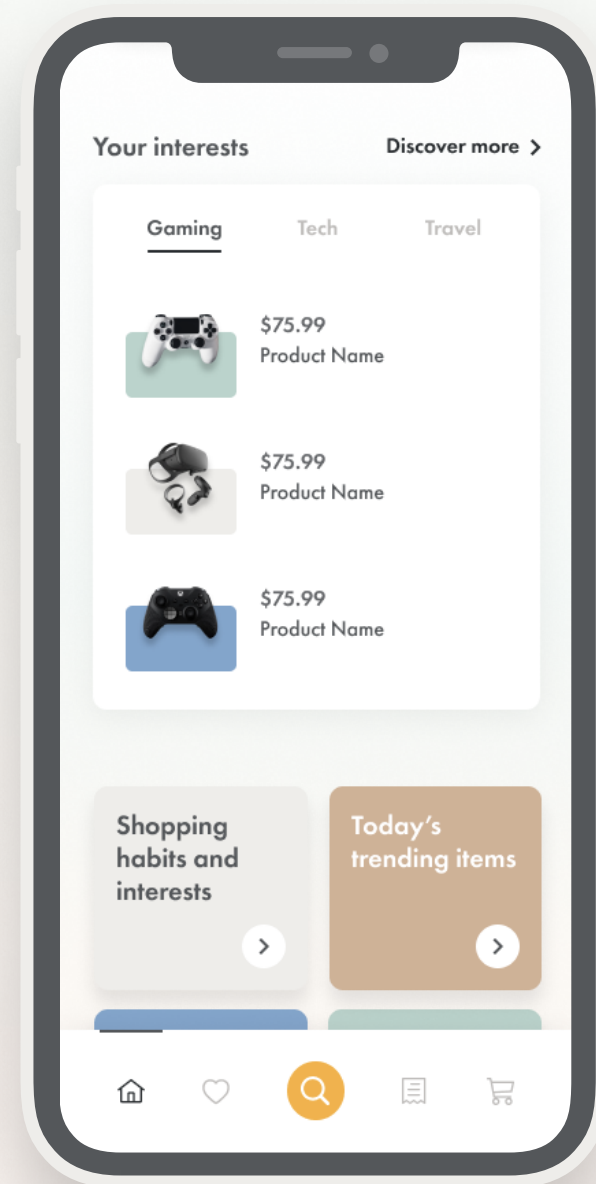 Your interests
Discover more
Gaming
Tech
Travel
$75.99
Product Name
$75.99
Product Name
$75.99
Product Name
Shopping
habits and
interests
Today's
trending items